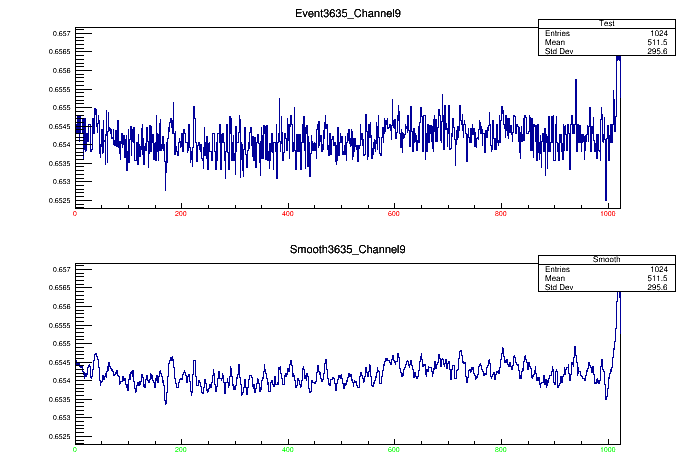 Event3635_Channel9
Test
Entries 1024
Mean 511.5
Std Dev 295.6
0.657
0.6565
0.656
0.6555
0.655
0.6545
0.654
0.6535
0.653
0.6525
0 200 400 600 800 1000
Smooth3635_Channel9
Smooth
Entries 1024
Mean 511.5
Std Dev 295.6
0.657
0.6565
0.656
0.6555
0.655
0.6545
0.654
0.6535
0.653
0.6525
0 200 400 600 800 1000